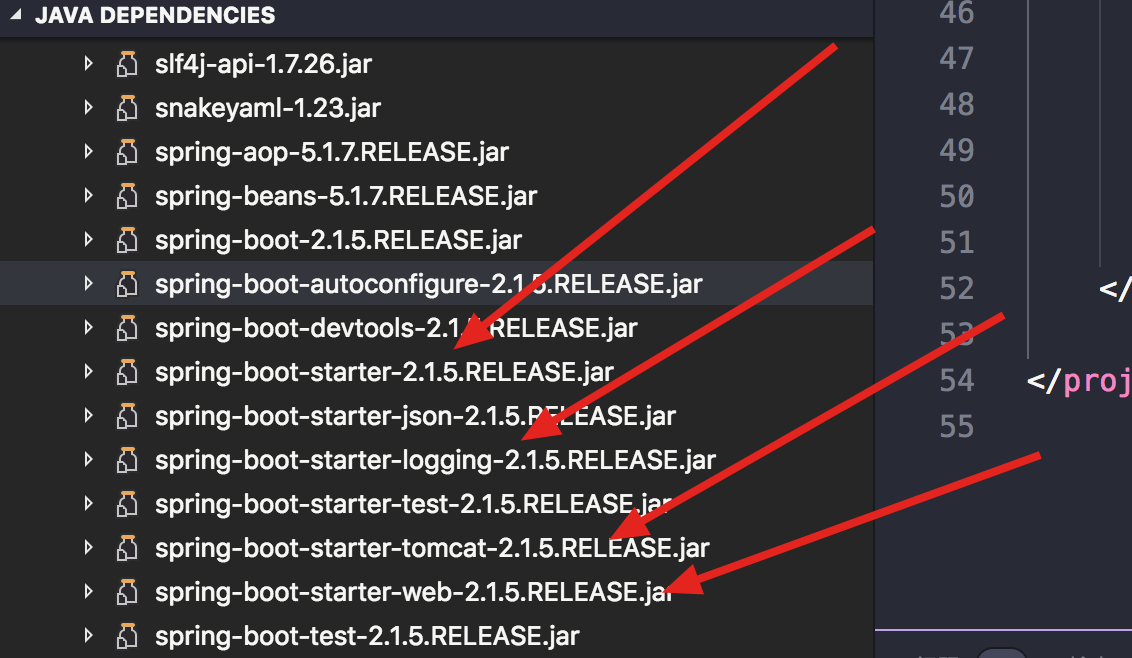 JAVA DEPENDENCIES
slf4j-api-1.7.26.jar
snakeyaml-1.23.jar
spring-aop-5.1.7.RELEASE.jar
spring-beans-5.1.7.RELEASE.jar
spring-boot-2.1.5.RELEASE.jar
spring-boot-autoconfigure-2.1.5.RELEASE.jar
spring-boot-devtools-2.1.5.RELEASE.jar
spring-boot-starter-2.1.5.RELEASE.jar
spring-boot-starter-json-2.1.5.RELEASE.jar
spring-boot-starter-logging-2.1.5.RELEASE.jar
spring-boot-starter-test-2.1.5.RELEASE.jar
spring-boot-starter-tomcat-2.1.5.RELEASE.jar
spring-boot-starter-web-2.1.5.RELEASE.jar
spring-boot-test-2.1.5.RELEASE.jar
46
47
48
49
50
51
52 </
53
54 </proj
55